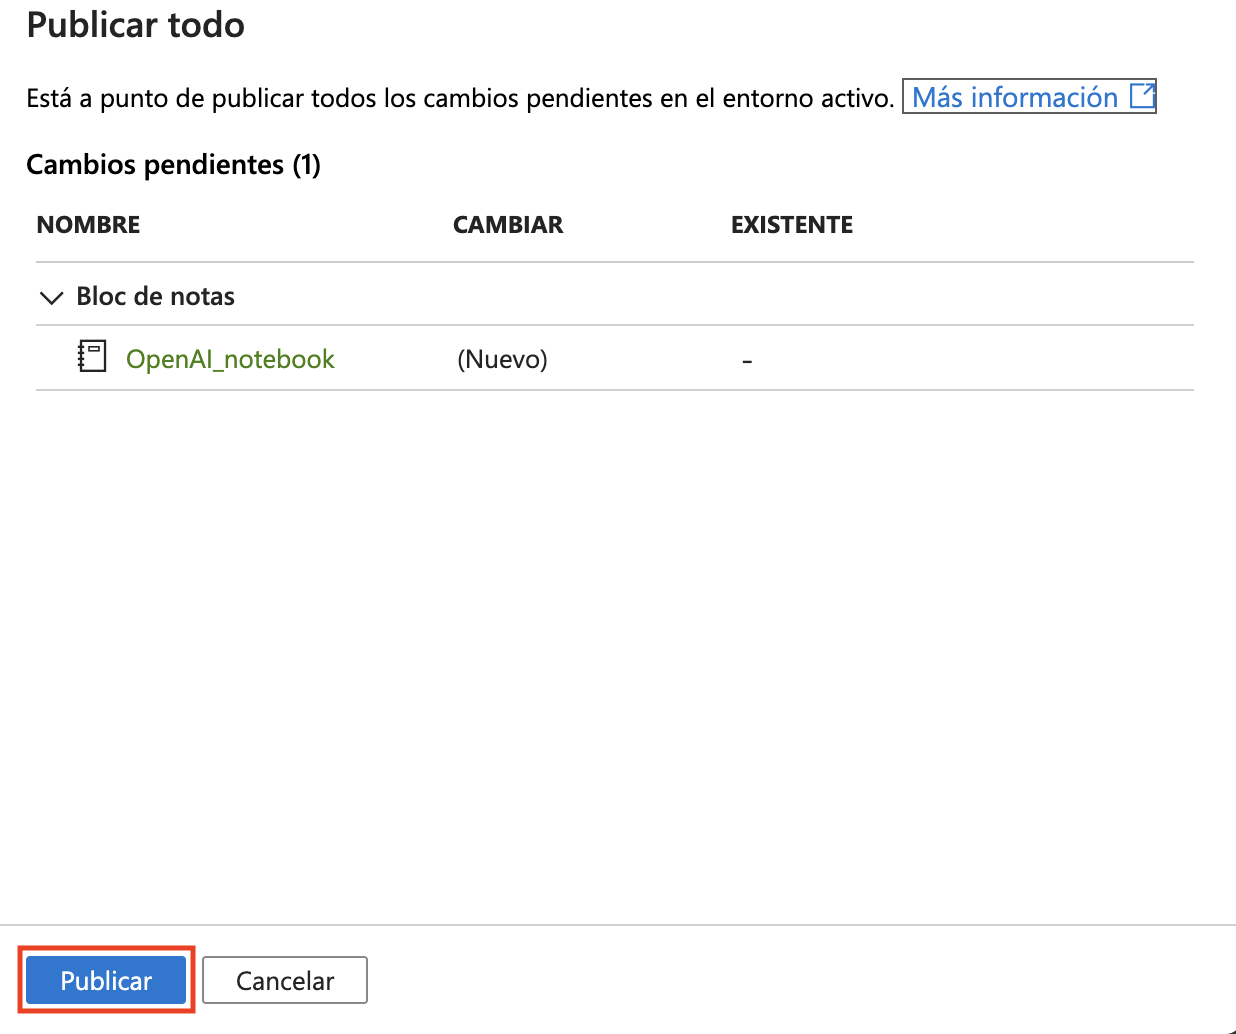 Publicar todo
Está a punto de publicar todos los cambios pendientes en el entorno activo. Más información
Cambios pendientes (1)
NOMBRE CAMBIAR EXISTENTE
Bloc de notas
OpenAI_notebook (Nuevo) -
Publicar Cancelar